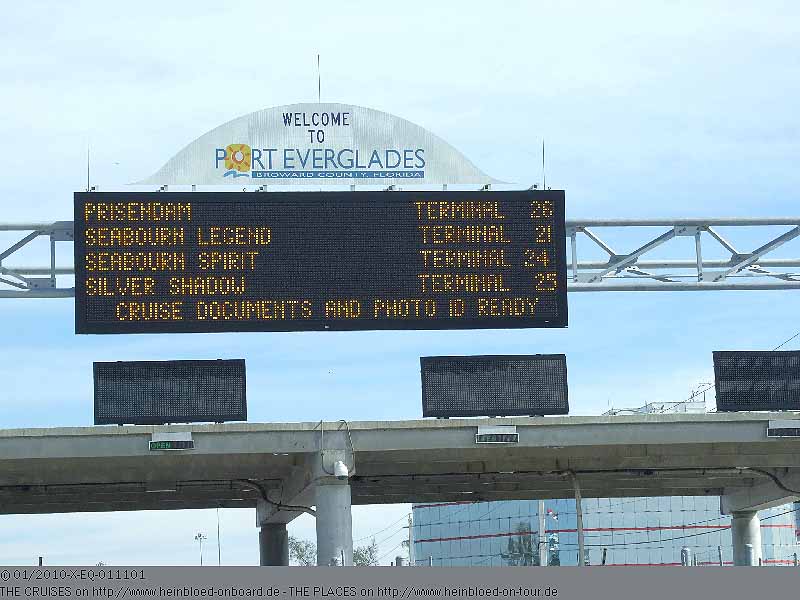 WELCOME
TO
PORT EVERGLADES
BROWARD COUNTY, FLORIDA
PRISENDAM TERMINAL 26
SEABOURN LEGEND TERMINAL 21
SEABOURN SPIRIT TERMINAL 24
SILVER SHADOW TERMINAL 25
CRUISE DOCUMENTS AND PHOTO ID READY
OPEN
© 01/2010-X-EQ-011101
THE CRUISES on http://www.heinbloed-onboard.de - THE PLACES on http://www.heinbloed-on-tour.de